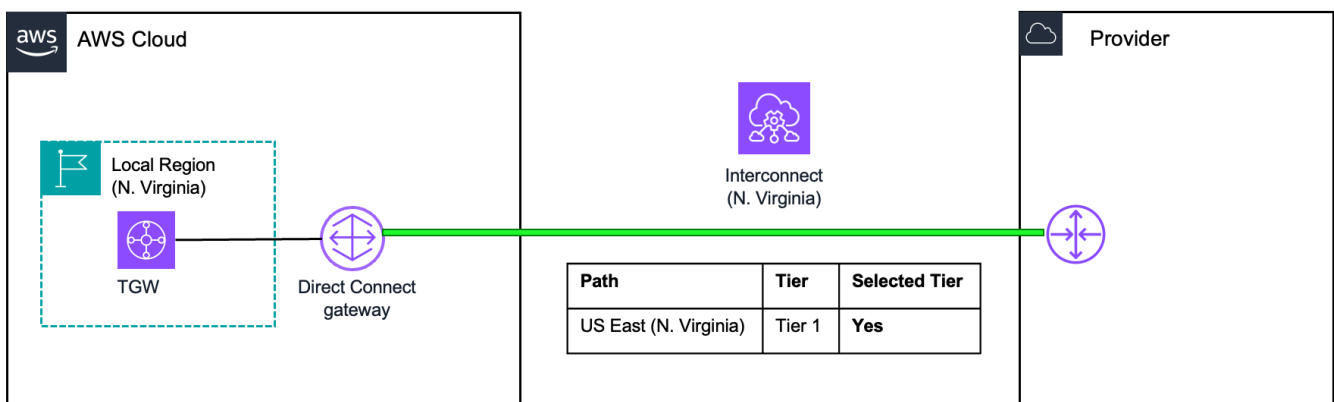 aws
AWS Cloud
Provider
Local Region
(N. Virginia)
Interconnect
(N. Virginia)
TGW
Direct Connect
gateway
Path Tier Selected Tier
US East (N. Virginia) Tier 1 Yes